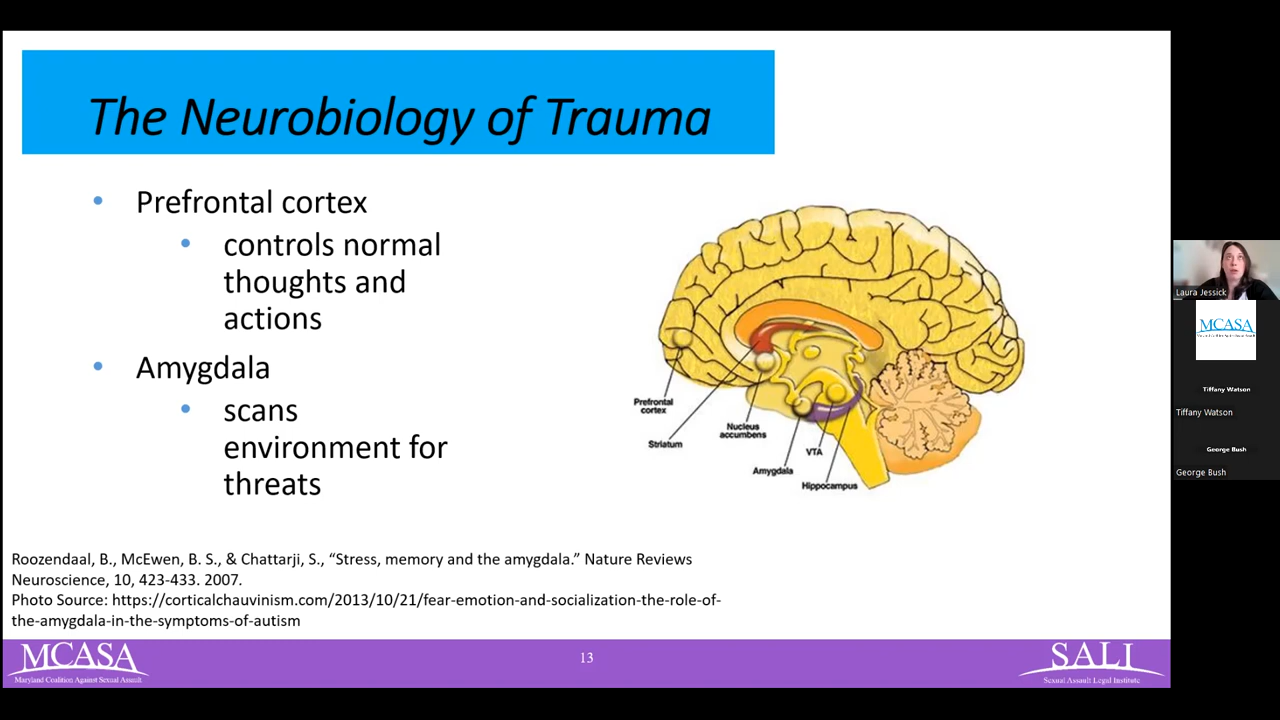 The Neurobiology of Trauma
• Prefrontal cortex
• controls normal
thoughts and
actions
• Amygdala
• scans
environment for
threats
Prefrontal
cortex
Striatum
Nucleus
accumbens
Amygdala
VTA
Hippocampus
Roozendaal, B., McEwen, B. S., & Chattarji, S., “Stress, memory and the amygdala.” Nature Reviews
Neuroscience, 10, 423-433. 2007.
Photo Source: https://corticalchauvinism.com/2013/10/21/fear-emotion-and-socialization-the-role-of-
the-amygdala-in-the-symptoms-of-autism
MCASA
Maryland Coalition Against Sexual Assault
13
SALI
Sexual Assault Legal Institute
Laura Jessick
MCASA
Tiffany Watson
Tiffany Watson
George Bush
George Bush